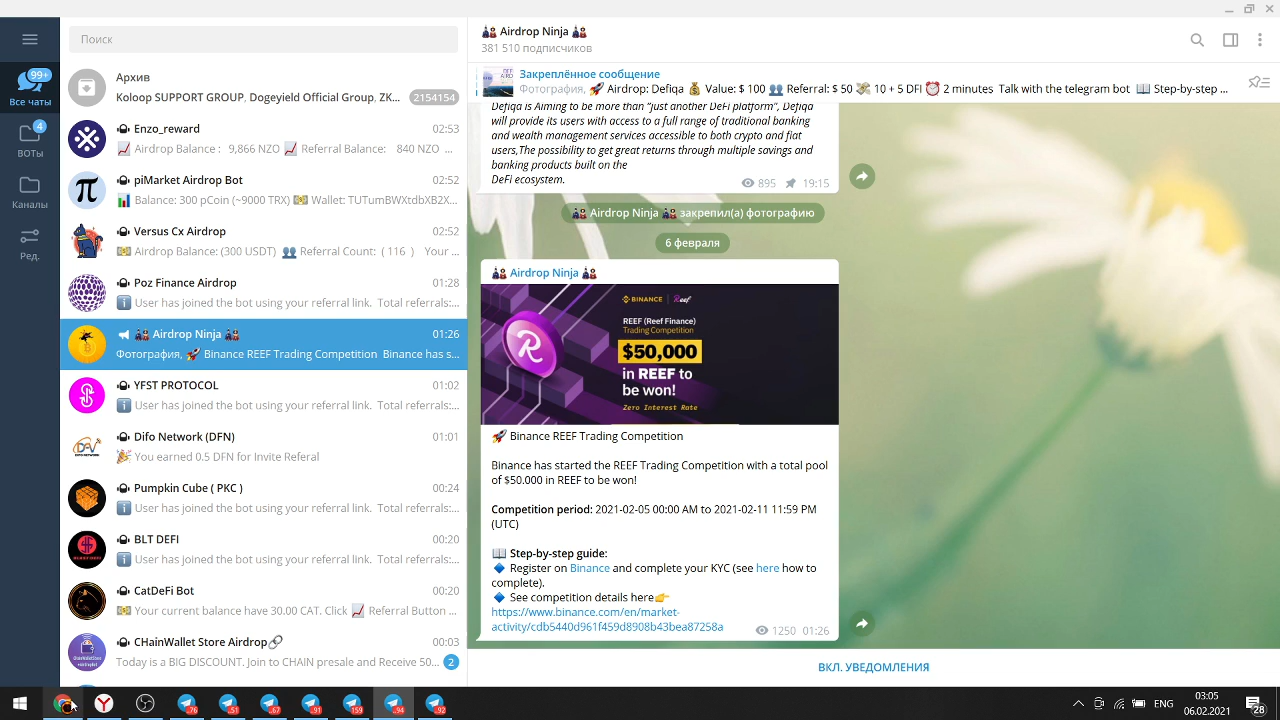 Поиск
99+
Все чаты
4
ВОТы
Каналы
Ред.
Архив
Koloop SUPPORT GROUP, Dogeyield Official Group, ZK...
2154154
Enzo_reward
02:53
Airdrop Balance : 9,866 NZO Referral Balance: 840 NZO ...
piMarket Airdrop Bot
02:52
Balance: 300 pCoin (~9000 TRX) Wallet: TUTumBWXtdbXB2X...
Versus Cx Airdrop
02:52
Airdrop Balance: (300 USDT) Referral Count: ( 116 ) Your ...
Poz Finance Airdrop
01:28
User has joined the bot using your referral link. Total referrals:...
Airdrop Ninja
01:26
Фотография, 🚀 Binance REEF Trading Competition Binance has s...
YFST PROTOCOL
01:02
User has joined the bot using your referral link. Total referrals:...
Difo Network (DFN)
01:01
You earned 0.5 DFN for Invite Referal
Pumpkin Cube ( PKC )
00:24
User has joined the bot using your referral link. Total referrals:...
BLT DEFI
00:20
User has joined the bot using your referral link. Total referrals:...
CatDeFi Bot
00:20
Your current balance have 30.00 CAT. Click Referral Button ...
CHainWallet Store Airdrop
00:03
Today is a BIG DISCOUNT.Join to CHAIN presale and Receive 50...
2
Airdrop Ninja
381 510 подписчиков
Закреплённое сообщение
Фотография, 🚀 Airdrop: Defiqa 💰 Value: $ 100 👥 Referral: $ 50 💸 10 + 5 DFI ⏰ 2 minutes Talk with the telegram bot 📖 Step-by-step ...
Defiqa is Aiming to be more than "just another DeFi platform", Defiqa
will provide its users with access to a full range of traditional banking
and wealth management services accessible to both crypto and fiat
users,The possibility to get great returns through multiple savings and
banking products built on the
DeFi ecosystem.
895 19:15
Airdrop Ninja закрепил(а) фотографию
6 февраля
Airdrop Ninja
BINANCE | Reef
REEF (Reef Finance)
Trading Competition
$50,000
in REEF to
be won!
Zero Interest Rate
🚀 Binance REEF Trading Competition
Binance has started the REEF Trading Competition with a total pool
of $50.000 in REEF to be won!
Competition period: 2021-02-05 00:00 AM to 2021-02-11 11:59 PM
(UTC)
📖 Step-by-step guide:
🔹 Register on Binance and complete your KYC (see here how to
complete).
🔹 See competition details here👉
https://www.binance.com/en/market-
activity/cdb5440d961f459d8908b43bea87258a
1250 01:26
ВКЛ. УВЕДОМЛЕНИЯ
..76
..51
..67
..91
159
..94
..92
ENG
03:05
06.02.2021
28